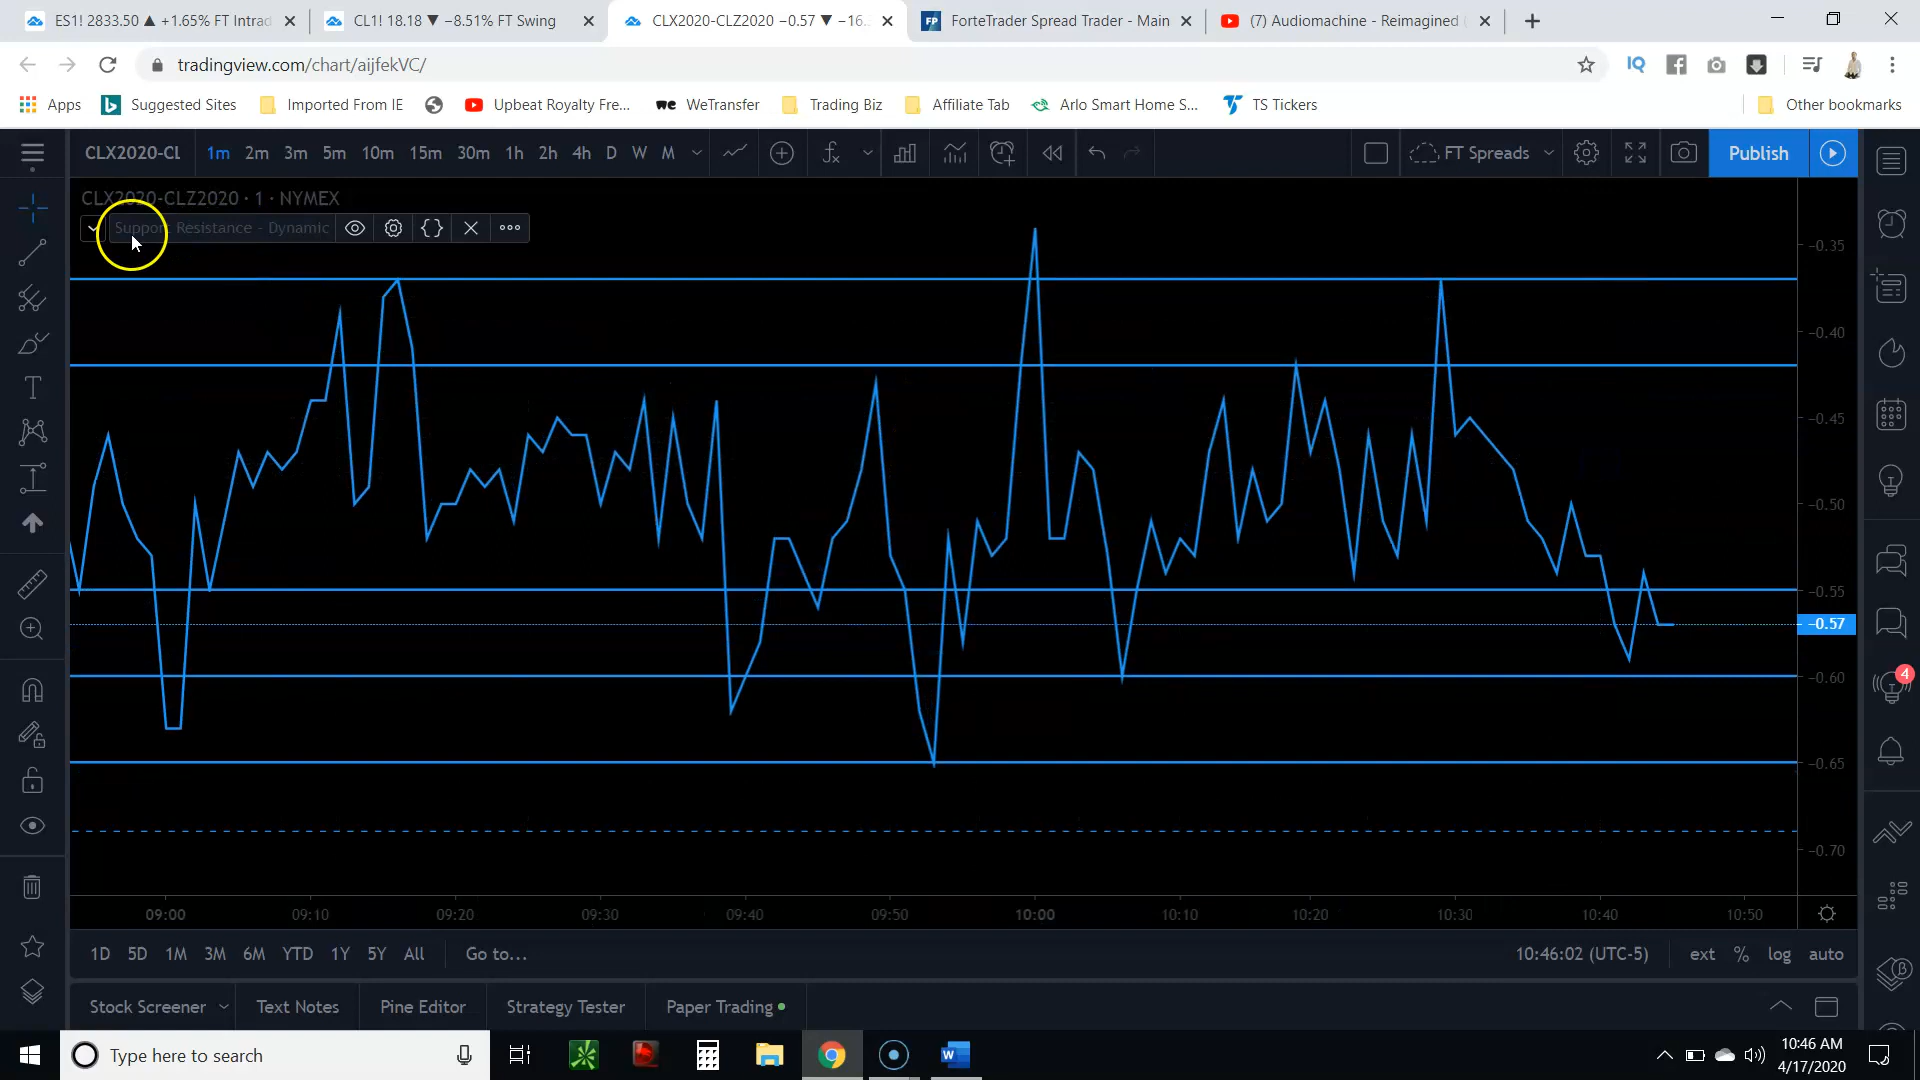 ES1! 2833.50 ▲ +1.65% FT Intrad
CL1! 18.18 ▼ −8.51% FT Swing
CLX2020-CLZ2020 −0.57 ▼ −16.
FP ForteTrader Spread Trader - Main
(7) Audiomachine - Reimagined
tradingview.com/chart/aijfekVC/
IQ
Apps
Suggested Sites
Imported From IE
Upbeat Royalty Fre...
we WeTransfer
Trading Biz
Affiliate Tab
Arlo Smart Home S...
TS Tickers
Other bookmarks
CLX2020-CL 1m 2m 3m 5m 10m 15m 30m 1h 2h 4h D W M
FT Spreads
Publish
CLX2020-CLZ2020 · 1 · NYMEX
Support Resistance - Dynamic
−0.35
−0.40
−0.45
−0.50
−0.55
−0.57
−0.60
−0.65
−0.70
4
09:00 09:10 09:20 09:30 09:40 09:50 10:00 10:10 10:20 10:30 10:40 10:50
1D 5D 1M 3M 6M YTD 1Y 5Y All Go to...
10:46:02 (UTC-5) ext % log auto
Stock Screener Text Notes Pine Editor Strategy Tester Paper Trading
Type here to search
10:46 AM
4/17/2020